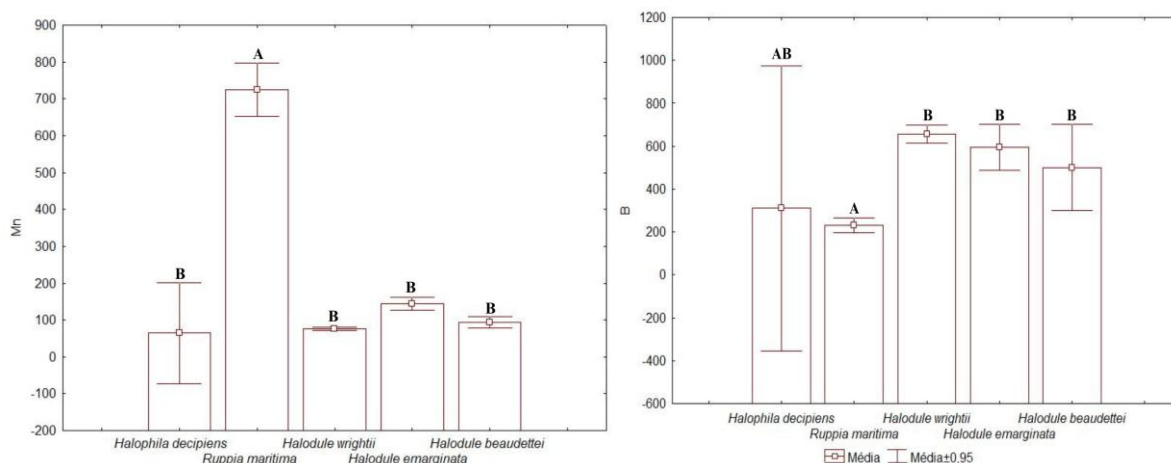 900
800
700
600
500
400
300
200
100
0
-100
-200
Mn
B
A
B
B
B
Halophila decipiens
Ruppia maritima
Halodule wrightii
Halodule emarginata
Halodule beaudettei
1200
1000
800
600
400
200
0
-200
-400
-600
B
AB
A
B
B
B
Halophila decipiens
Ruppia maritima
Halodule wrightii
Halodule emarginata
Halodule beaudettei
Média Média±0.95